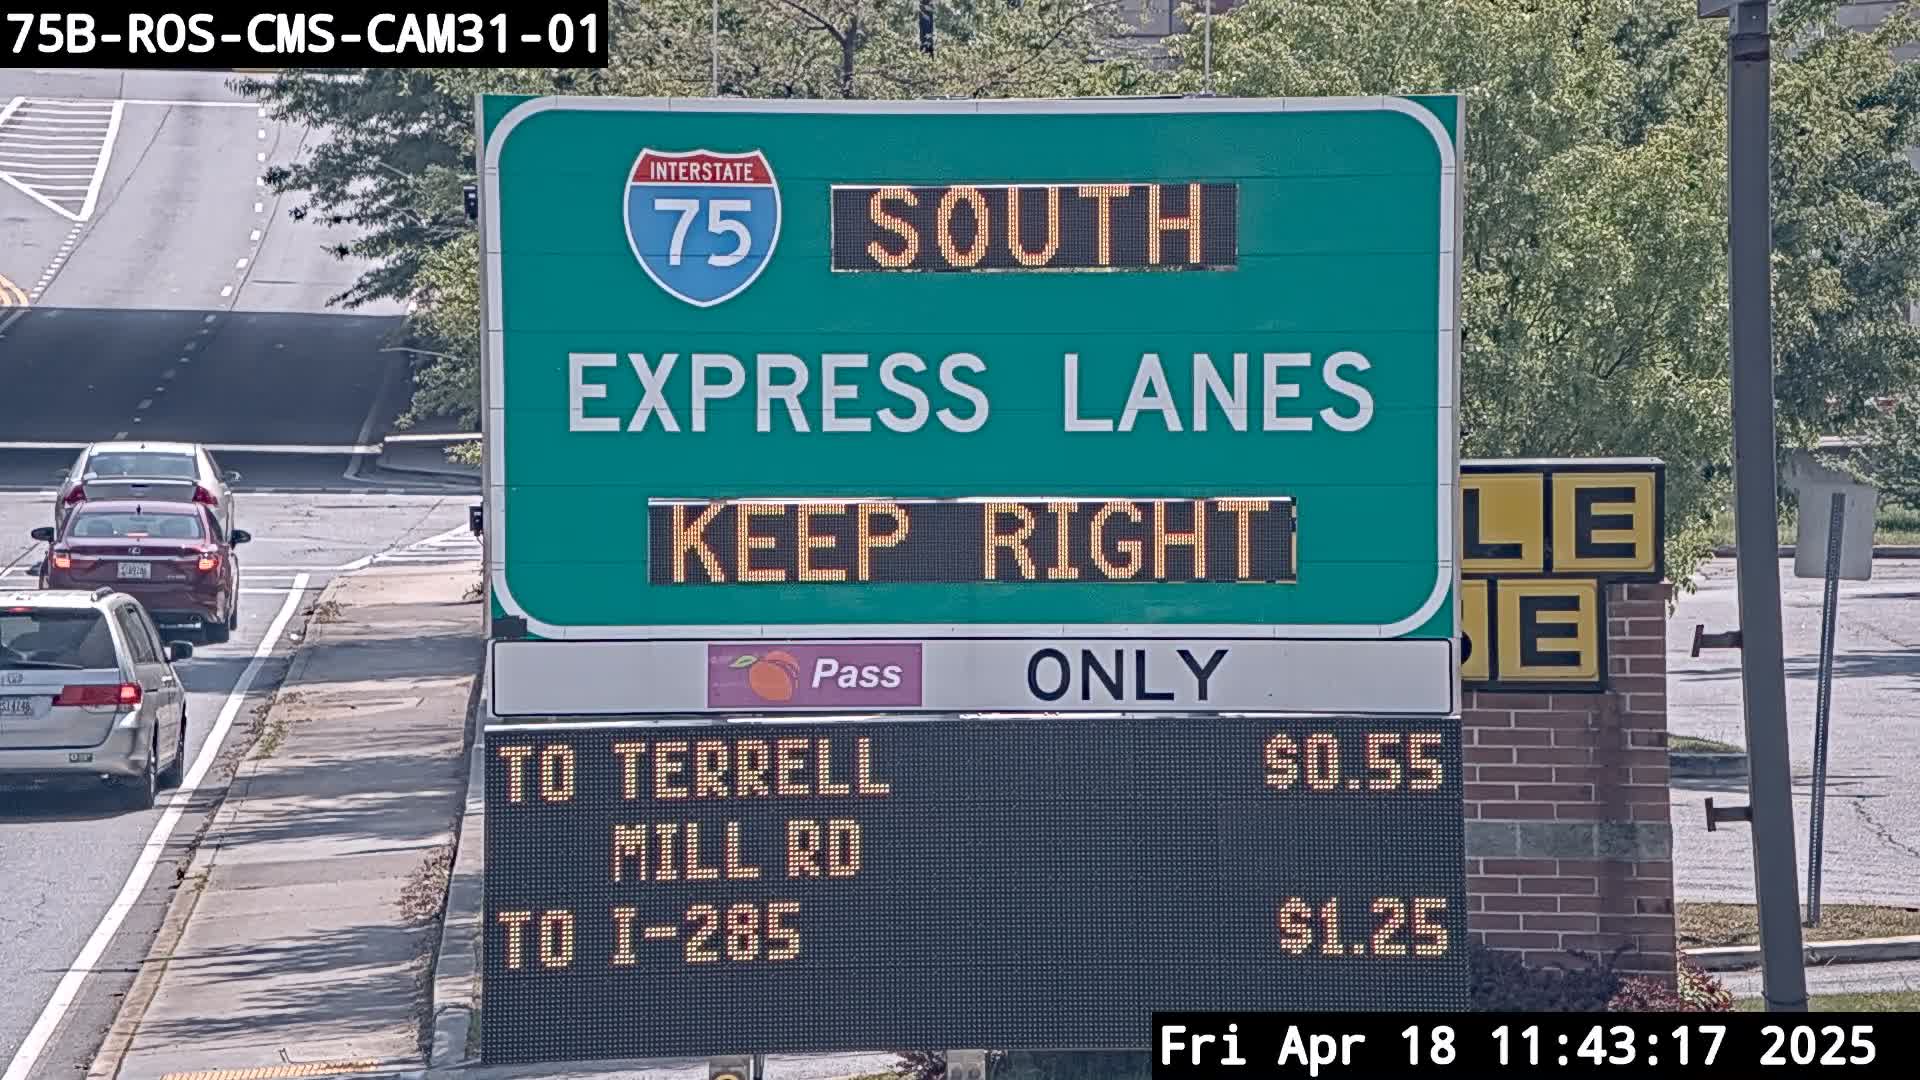 75B-ROS-CMS-CAM31-01
INTERSTATE
75
SOUTH
EXPRESS LANES
KEEP RIGHT
Pass ONLY
TO TERRELL $0.55
MILL RD
TO I-285 $1.25
LE
E
Fri Apr 18 11:43:17 2025